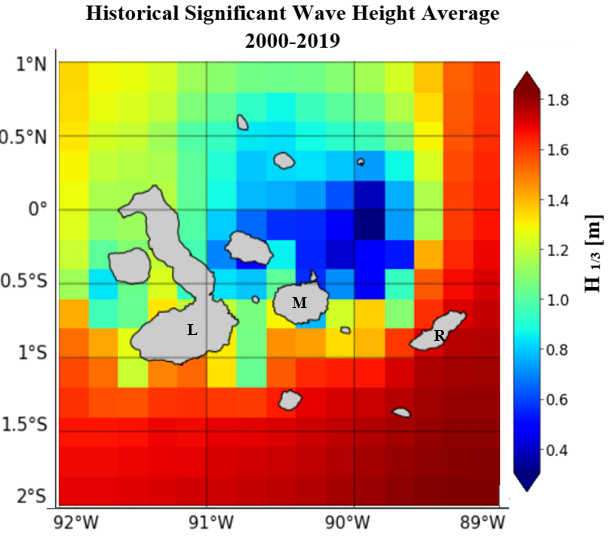 Historical Significant Wave Height Average
2000-2019
1°N
0.5°N
0°
0.5°S
1°S
1.5°S
2°S
92°W 91°W 90°W 89°W
L
M
R
1.8
1.6
1.4
1.2
1.0
0.8
0.6
0.4
H 1/3 [m]